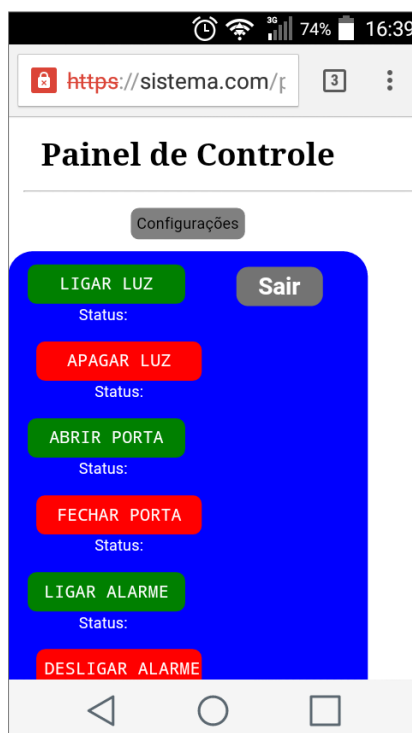 3G 74% 16:39
https://sistema.com/p 3
Painel de Controle
Configurações
LIGAR LUZ
Sair
Status:
APAGAR LUZ
Status:
ABRIR PORTA
Status:
FECHAR PORTA
Status:
LIGAR ALARME
Status:
DESLIGAR ALARME